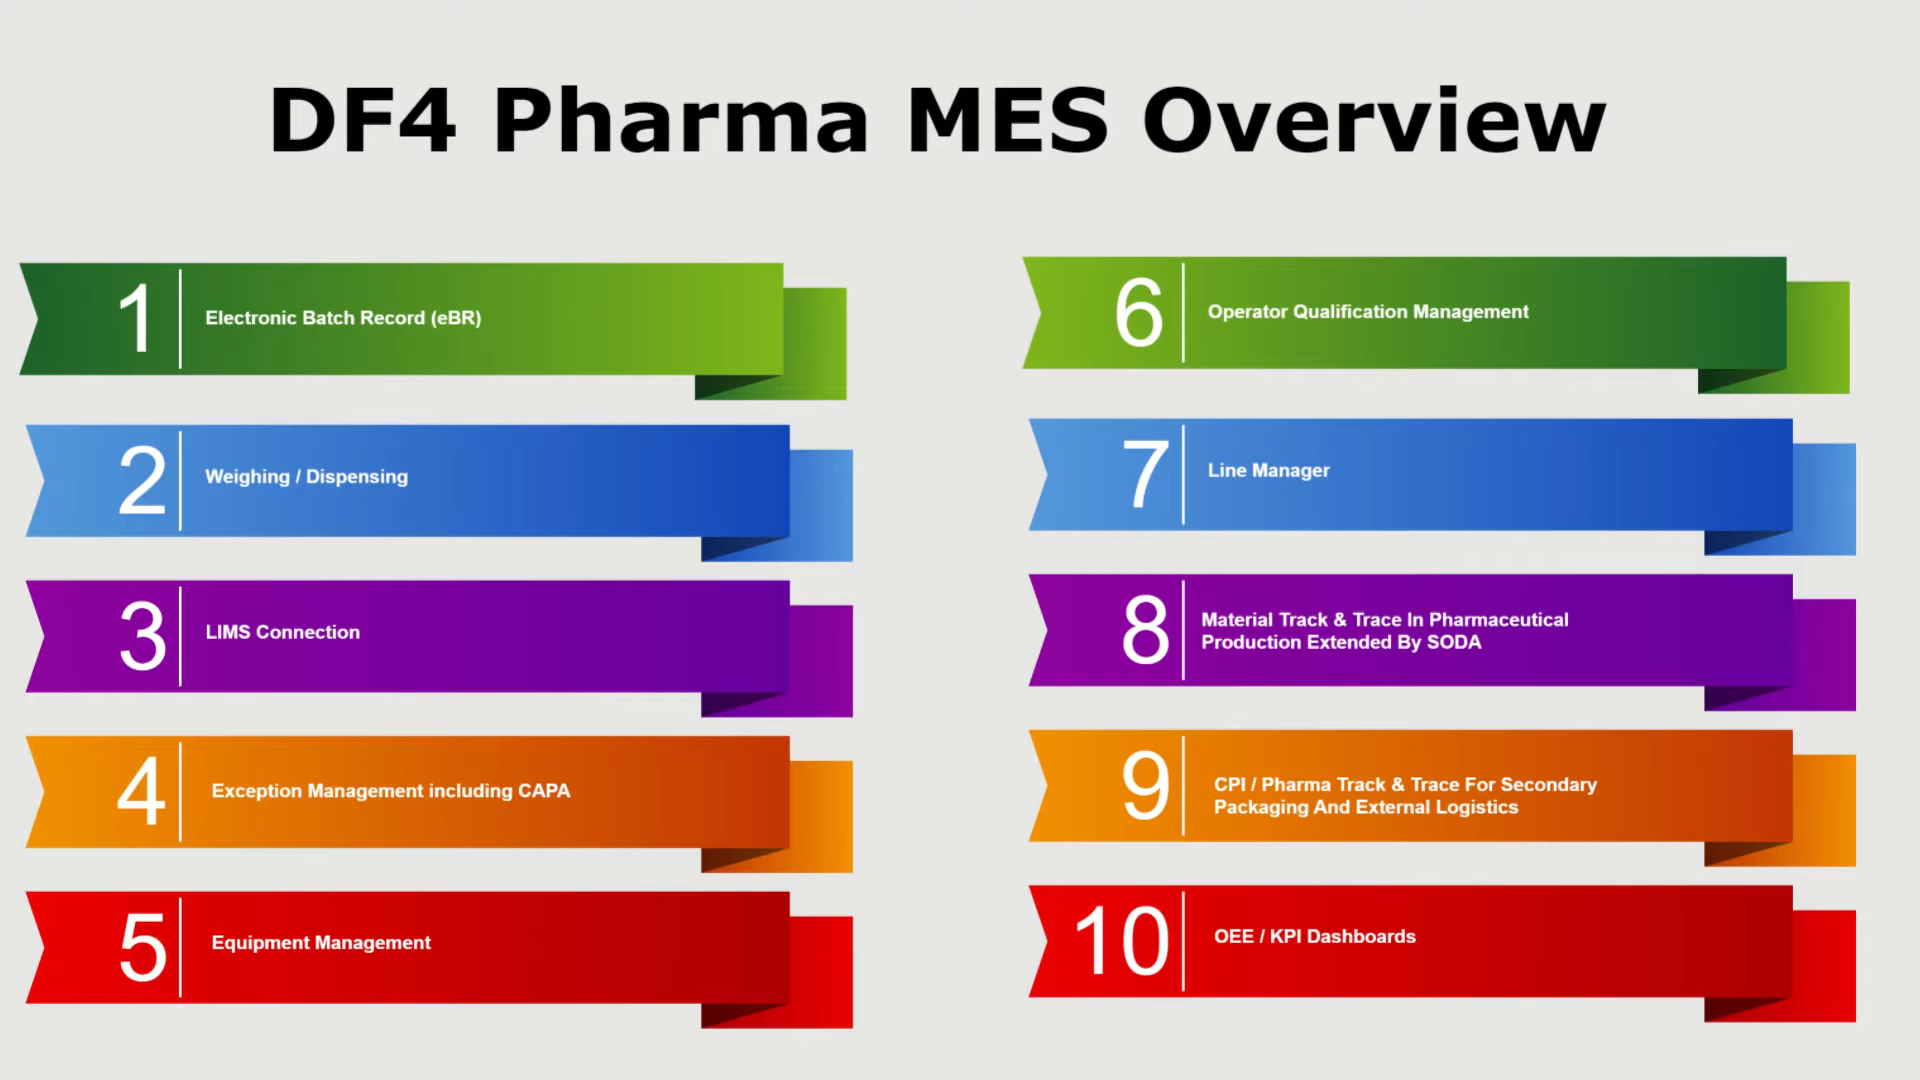 DF4 Pharma MES Overview
1
Electronic Batch Record (eBR)
2
Weighing / Dispensing
3
LIMS Connection
4
Exception Management including CAPA
5
Equipment Management
6
Operator Qualification Management
7
Line Manager
8
Material Track & Trace In Pharmaceutical
Production Extended By SODA
9
CPI / Pharma Track & Trace For Secondary
Packaging And External Logistics
10
OEE / KPI Dashboards